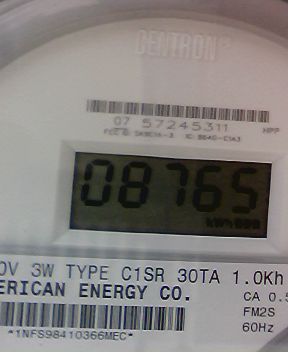 CENTRON®
07 57245311
HPP
08765
0V 3W TYPE C1SR 30TA 1.0Kh
ERICAN ENERGY CO.
CA 0.5
FM2S
60Hz
*1NFS98410366MEC*